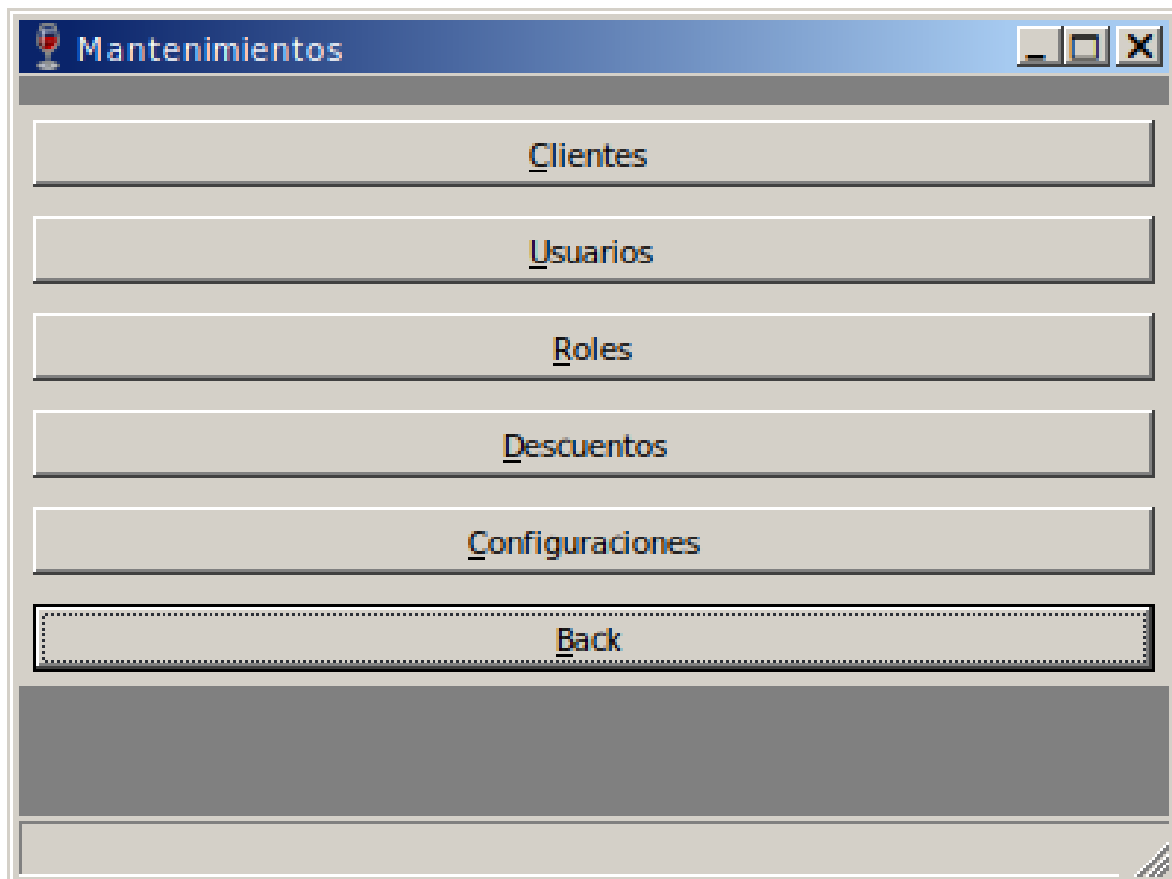 Mantenimientos
Clientes
Usuarios
Roles
Descuentos
Configuraciones
Back